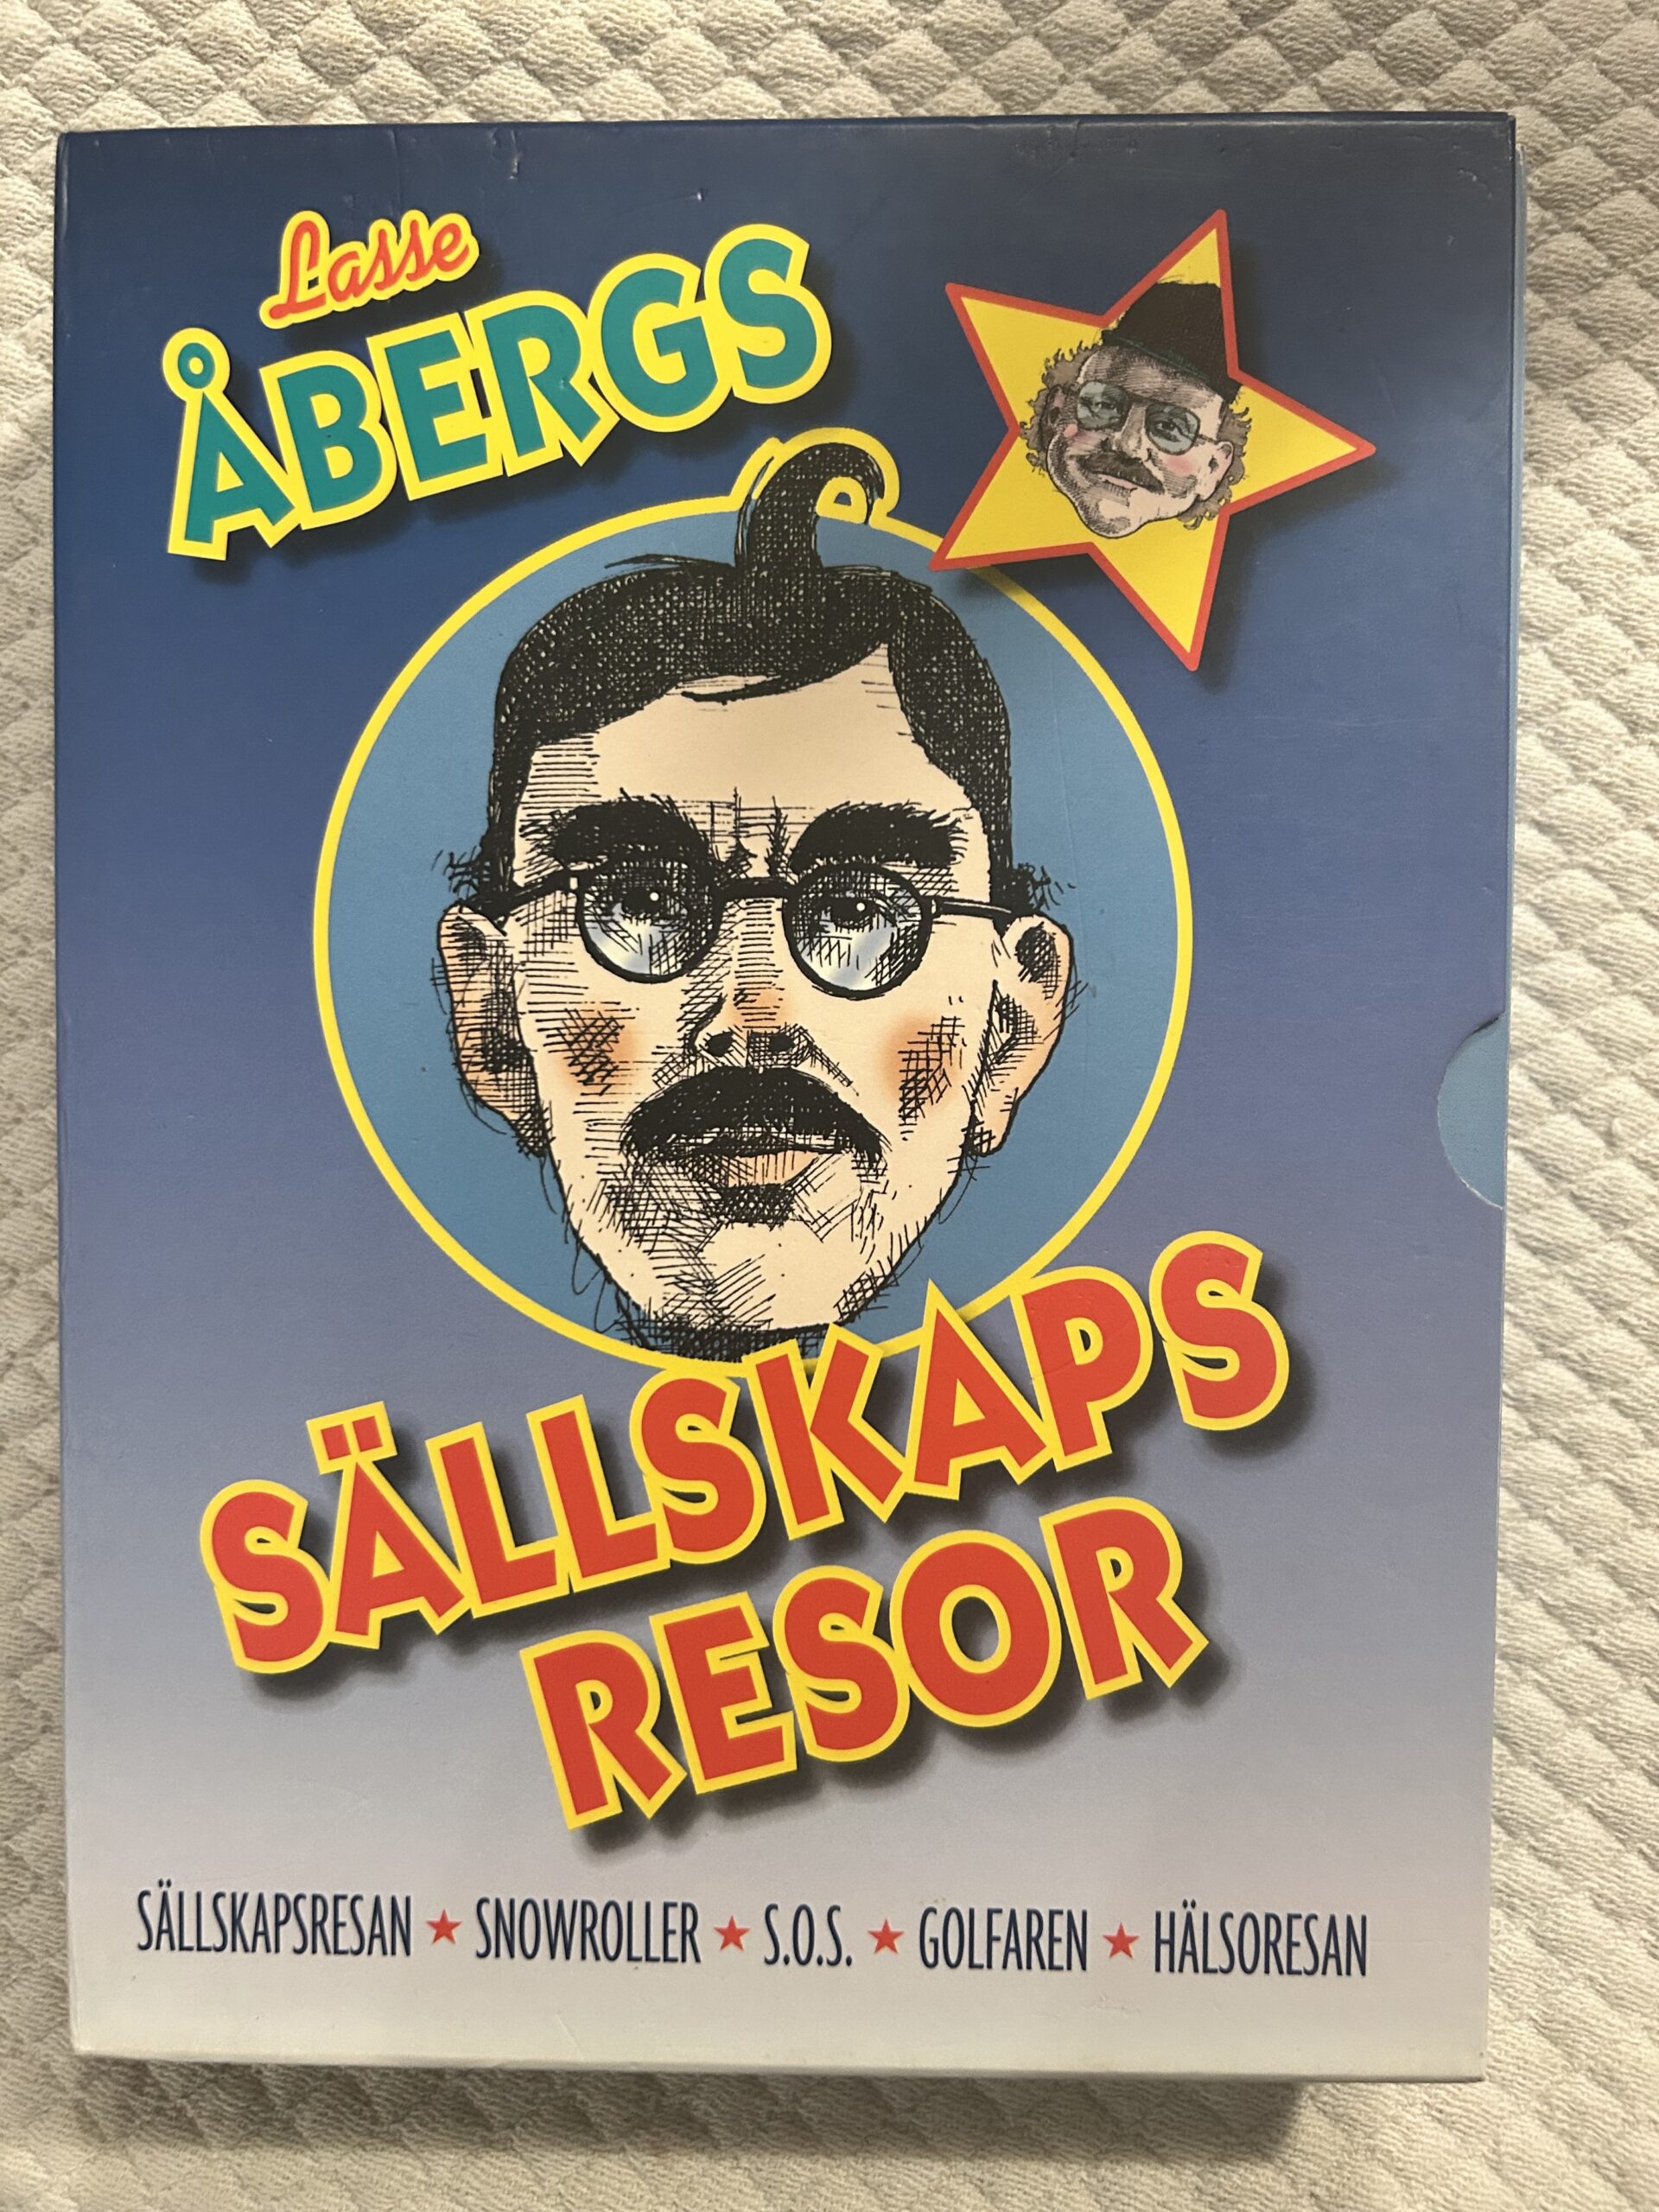 Lasse
ÅBERGS
SÄLLSKAPS
RESOR
SÄLLSKAPSRESAN ★ SNOWROLLER ★ S.O.S. ★ GOLFAREN ★ HÄLSORESAN